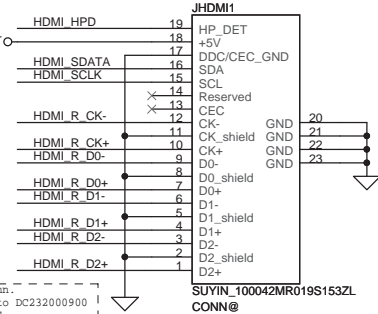 JHDMI1
HDMI_HPD 19 HP_DET
18 +5V
17 DDC/CEC_GND
HDMI_SDATA 16 SDA
HDMI_SCLK 15 SCL
14 Reserved
13 CEC
HDMI_R_CK- 12 CK- GND 20
11 CK_shield GND 21
HDMI_R_CK+ 10 CK+ GND 22
HDMI_R_D0- 9 D0- GND 23
8 D0_shield
HDMI_R_D0+ 7 D0+
HDMI_R_D1- 6 D1-
5 D1_shield
HDMI_R_D1+ 4 D1+
HDMI_R_D2- 3 D2-
2 D2_shield
HDMI_R_D2+ 1 D2+
SUYIN_100042MR019S153ZL
CONN@
DC232000900